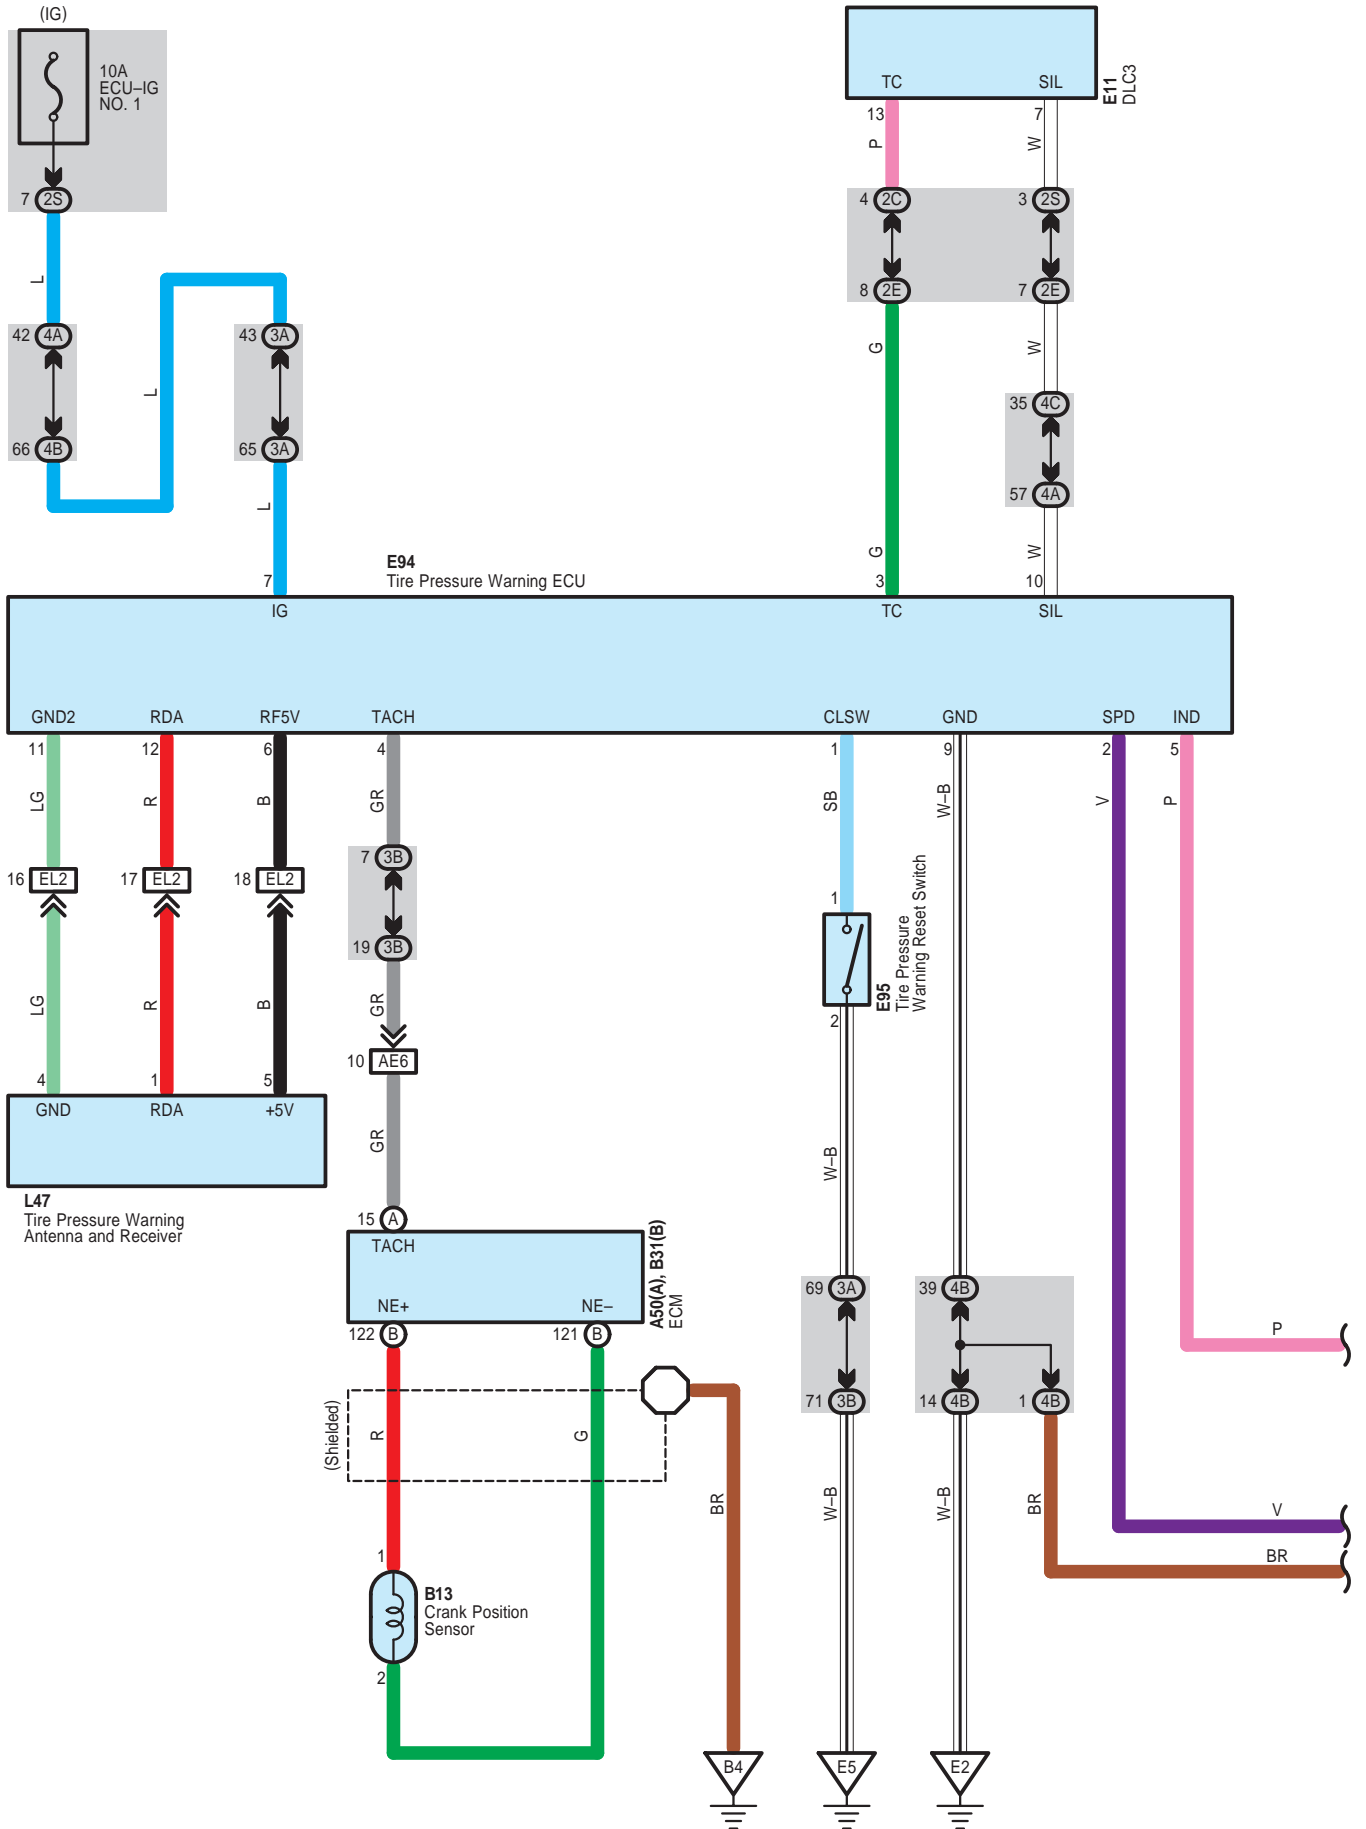 (IG)
10A
ECU–IG
NO. 1
7 2S
L
42 4A
66 4B
L
43 3A
65 3A
L
7
TC SIL
E11
DLC3
13 7
P W
4 2C 3 2S
8 2E 7 2E
G W
35 4C
57 4A
G W
3 10
E94
Tire Pressure Warning ECU
IG TC SIL
GND2 RDA RF5V TACH CLSW GND SPD IND
11 12 6 4 1 9 2 5
LG R B GR SB W–B V P
16 EL2 17 EL2 18 EL2
7 3B
19 3B
LG R B GR
10 AE6
4 1 5
GND RDA +5V
L47
Tire Pressure Warning
Antenna and Receiver
GR
1
E95
Tire Pressure
Warning Reset Switch
2
W–B
15 A
TACH
NE+ NE–
A50(A), B31(B)
ECM
122 B 121 B
69 3A 39 4B
71 3B 14 4B 1 4B
P
(Shielded)
R G
BR W–B W–B BR
V
BR
1
B13
Crank Position
Sensor
2
B4 E5 E2